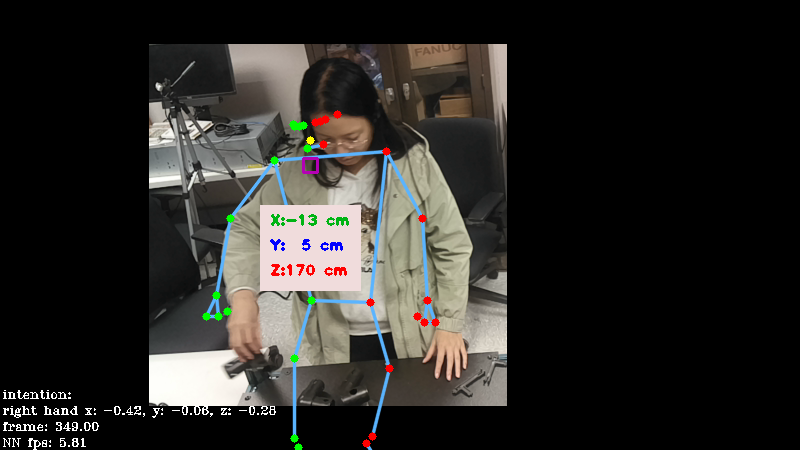 FANUC
X:-13 cm
Y: 5 cm
Z:170 cm
intention:
right hand x: -0.42, y: -0.06, z: -0.28
frame: 349.00
NN fps: 5.81